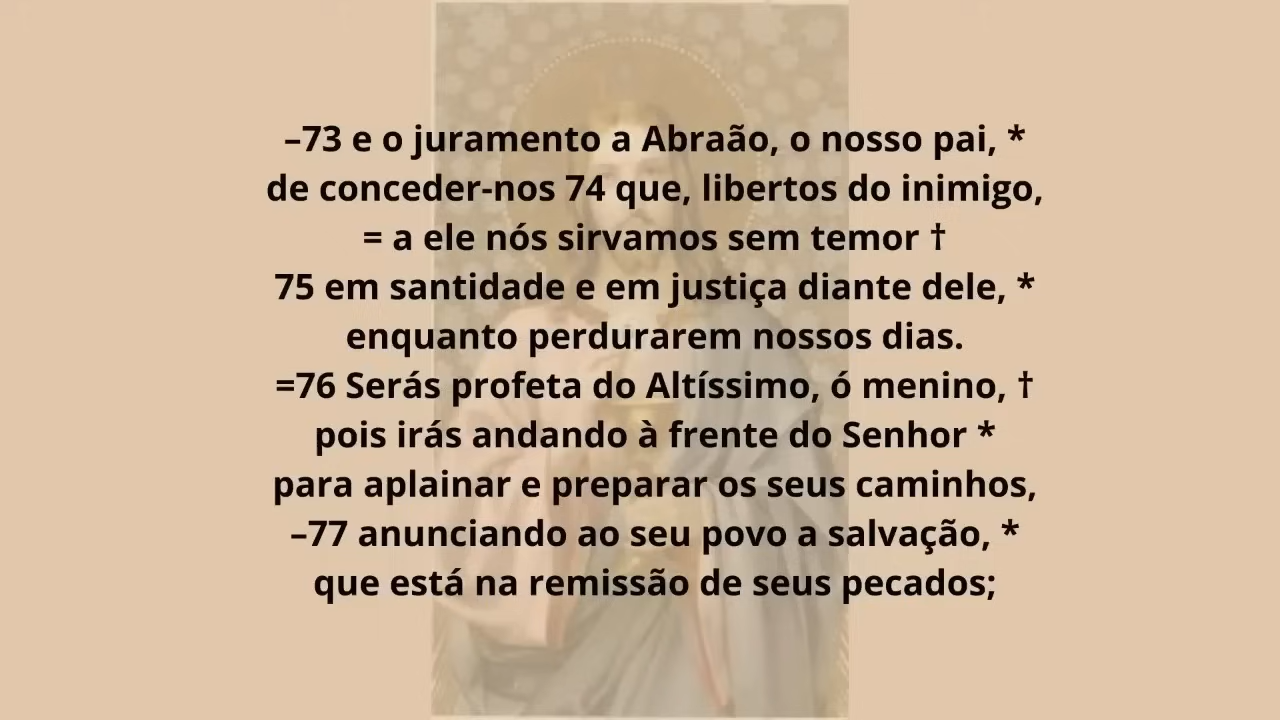 –73 e o juramento a Abraão, o nosso pai, *
de conceder-nos 74 que, libertos do inimigo,
= a ele nós sirvamos sem temor †
75 em santidade e em justiça diante dele, *
enquanto perdurarem nossos dias.
=76 Serás profeta do Altíssimo, ó menino, †
pois irás andando à frente do Senhor *
para aplainar e preparar os seus caminhos,
–77 anunciando ao seu povo a salvação, *
que está na remissão de seus pecados;